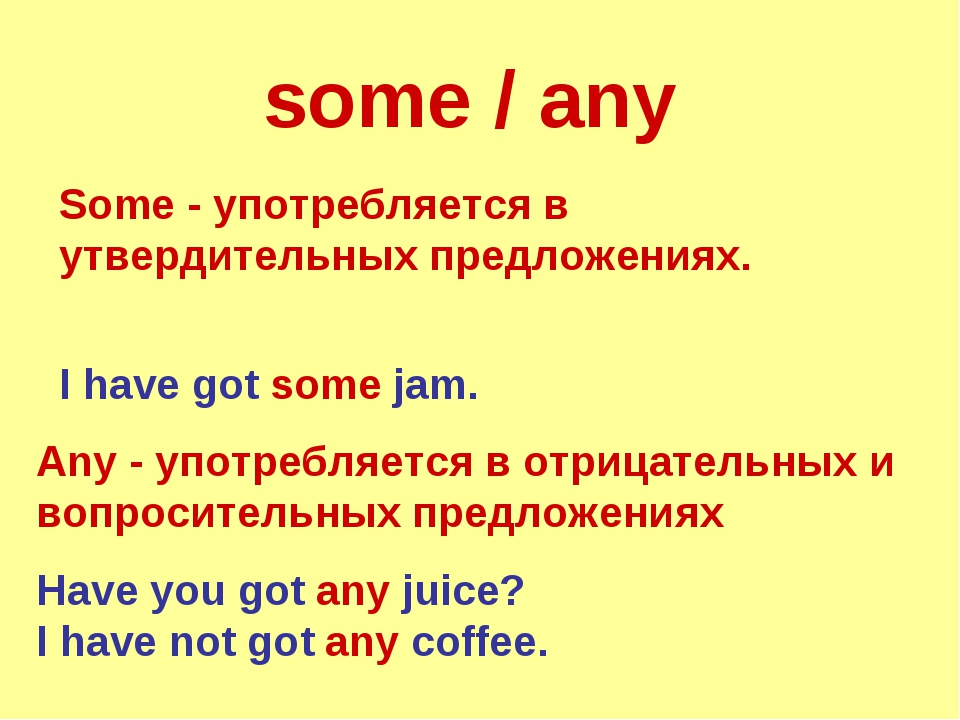 some / any
Some - употребляется в
утвердительных предложениях.
I have got some jam.
Any - употребляется в отрицательных и
вопросительных предложениях
Have you got any juice?
I have not got any coffee.